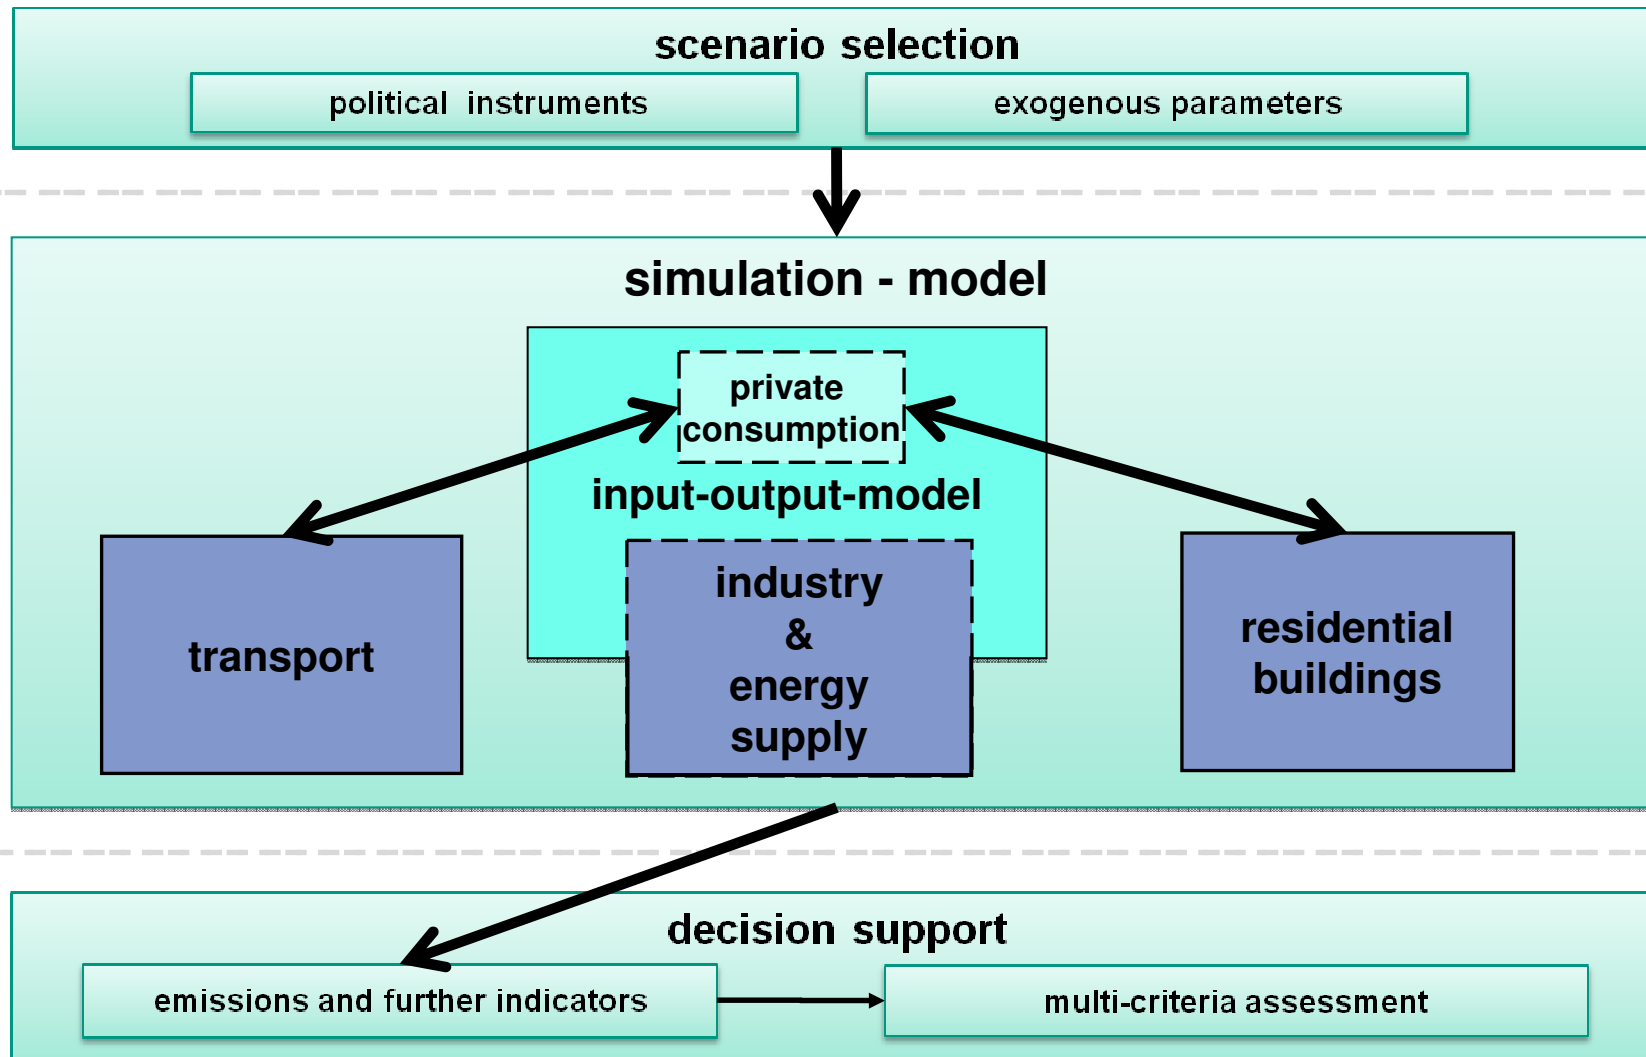 scenario selection
political instruments
exogenous parameters
simulation - model
private
consumption
input-output-model
transport
industry
&
energy
supply
residential
buildings
decision support
emissions and further indicators
multi-criteria assessment